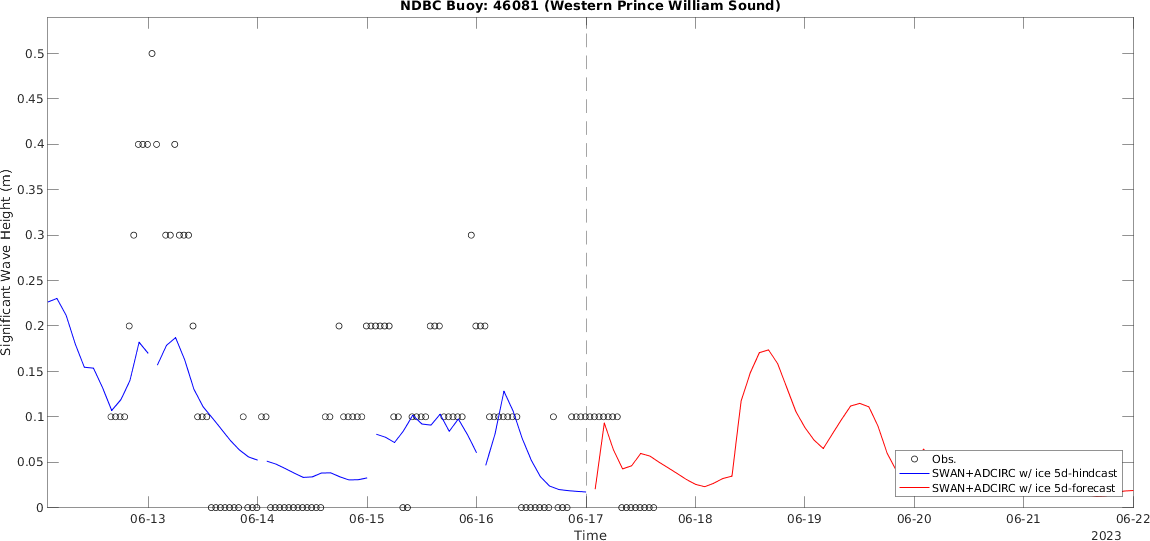 NDBC Buoy: 46081 (Western Prince William Sound)
Significant Wave Height (m)
0.5
0.45
0.4
0.35
0.3
0.25
0.2
0.15
0.1
0.05
0
Obs.
SWAN+ADCIRC w/ ice 5d-hindcast
SWAN+ADCIRC w/ ice 5d-forecast
06-13 06-14 06-15 06-16 06-17 06-18 06-19 06-20 06-21 06-22
Time
2023